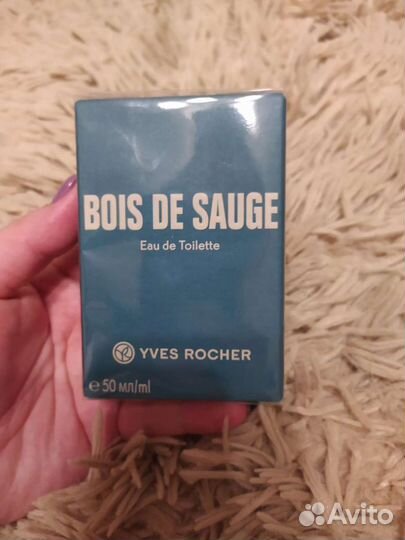 BOIS DE SAUGE
Eau de Toilette
YVES ROCHER
℮ 50 мл/ml
Avito